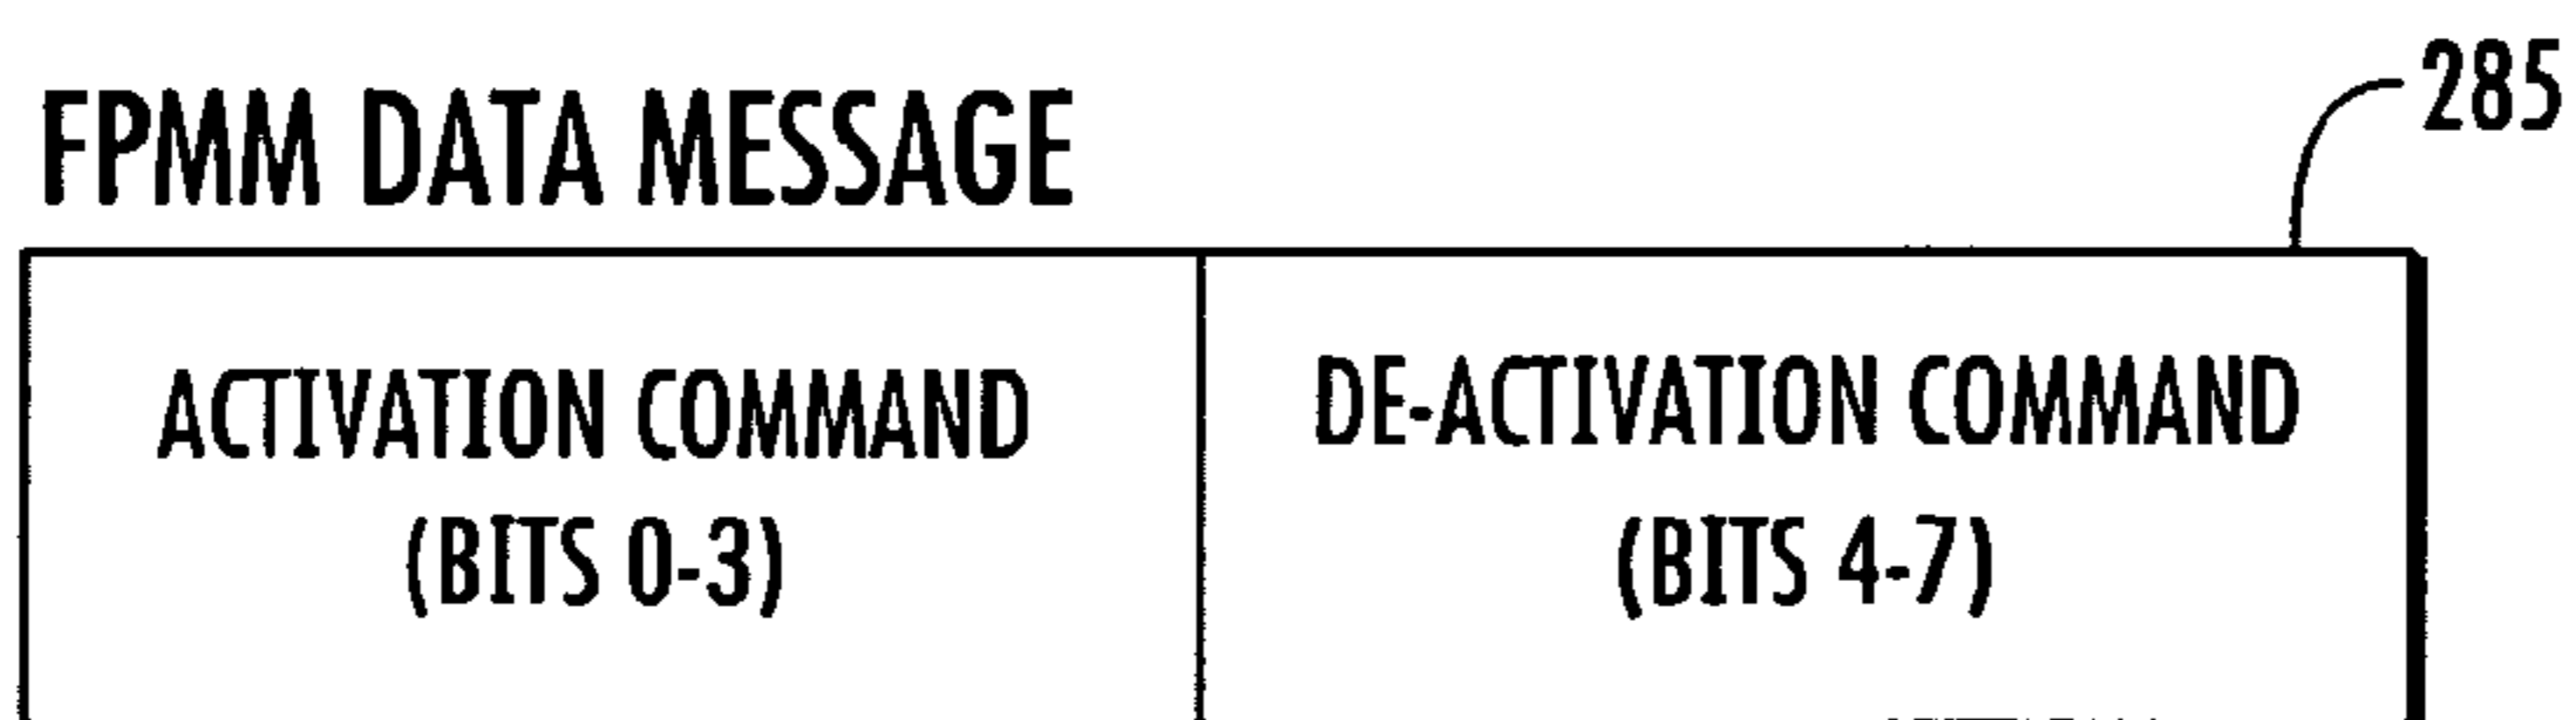 285
FPMM DATA MESSAGE
ACTIVATION COMMAND
(BITS 0-3)
DE-ACTIVATION COMMAND
(BITS 4-7)